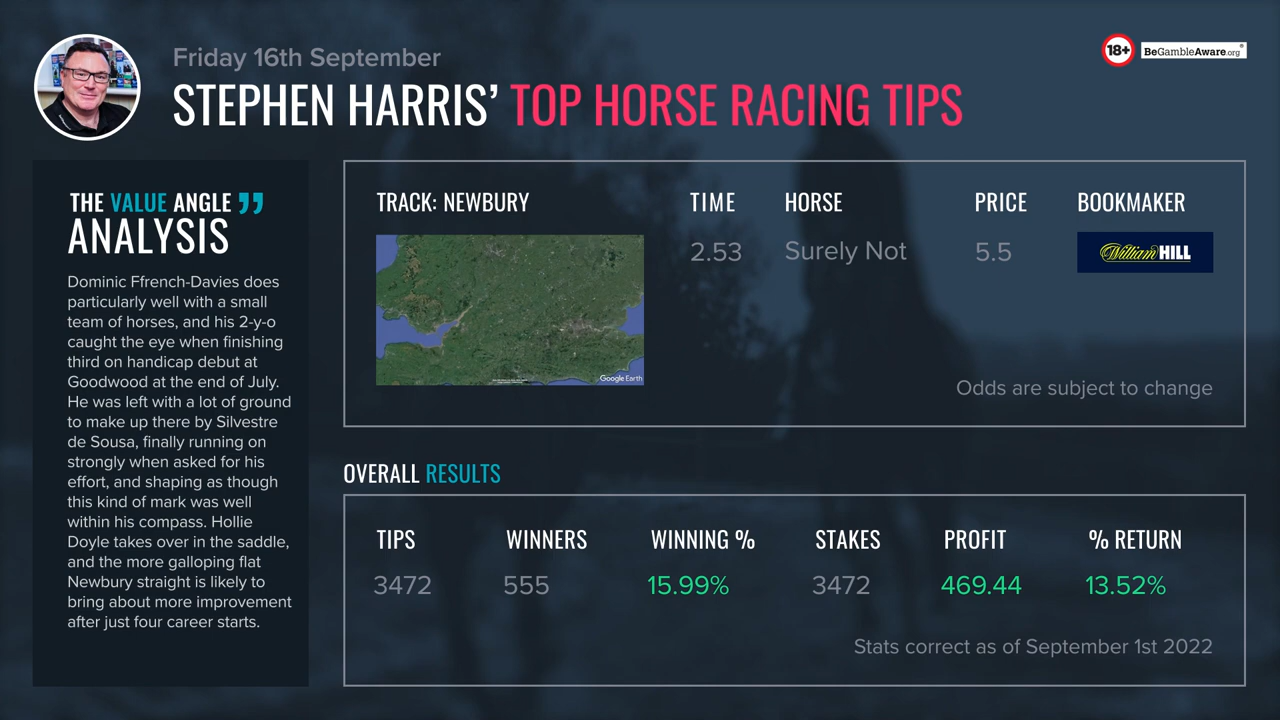 Friday 16th September
STEPHEN HARRIS’ TOP HORSE RACING TIPS
18+
BeGambleAware.org®
THE VALUE ANGLE ”
ANALYSIS
Dominic Ffrench-Davies does
particularly well with a small
team of horses, and his 2-y-o
caught the eye when finishing
third on handicap debut at
Goodwood at the end of July.
He was left with a lot of ground
to make up there by Silvestre
de Sousa, finally running on
strongly when asked for his
effort, and shaping as though
this kind of mark was well
within his compass. Hollie
Doyle takes over in the saddle,
and the more galloping flat
Newbury straight is likely to
bring about more improvement
after just four career starts.
TRACK: NEWBURY TIME HORSE PRICE BOOKMAKER
2.53 Surely Not 5.5 William HILL
Google Earth
Odds are subject to change
OVERALL RESULTS
TIPS WINNERS WINNING % STAKES PROFIT % RETURN
3472 555 15.99% 3472 469.44 13.52%
Stats correct as of September 1st 2022